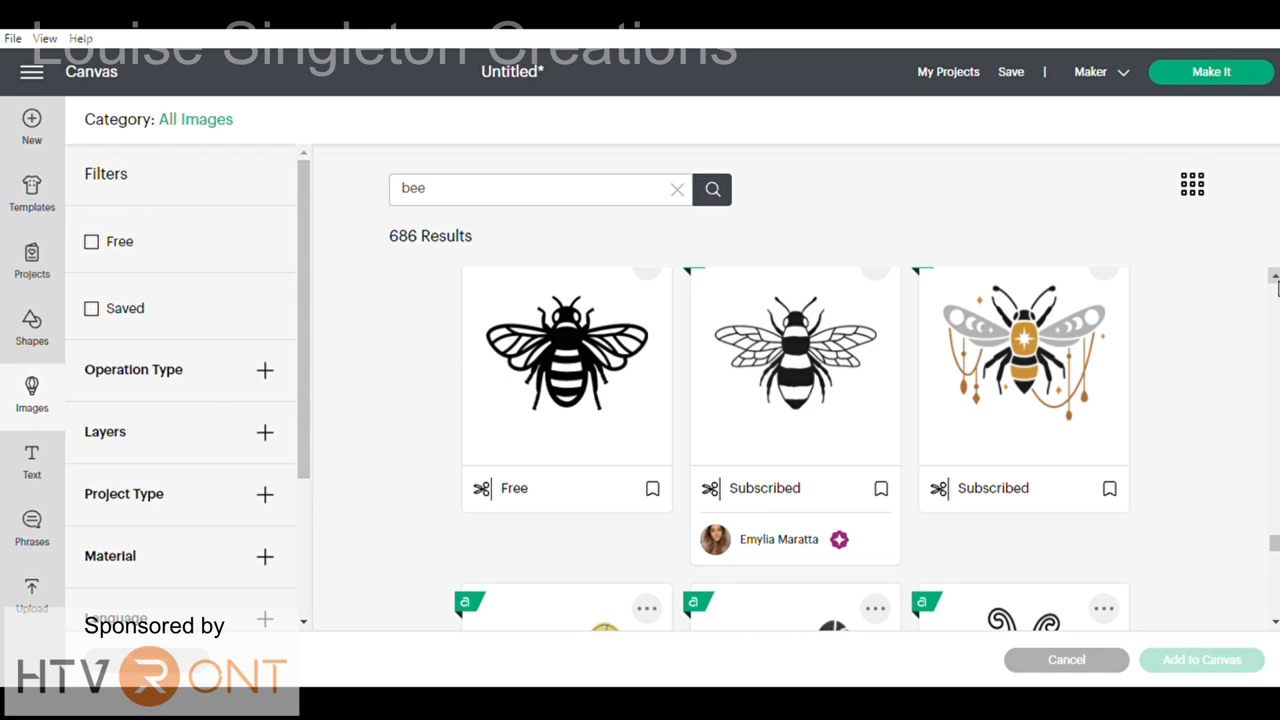 Louise Singleton Creations
File View Help
Canvas
Untitled*
My Projects Save | Maker
Make It
Category: All Images
New
Templates
Projects
Shapes
Images
Text
Phrases
Upload
Filters
Free
Saved
Operation Type
Layers
Project Type
Material
Language
bee
686 Results
Free
Subscribed
Subscribed
Emylia Maratta
a
a
a
Cancel
Add to Canvas
Sponsored by
HTVRONT